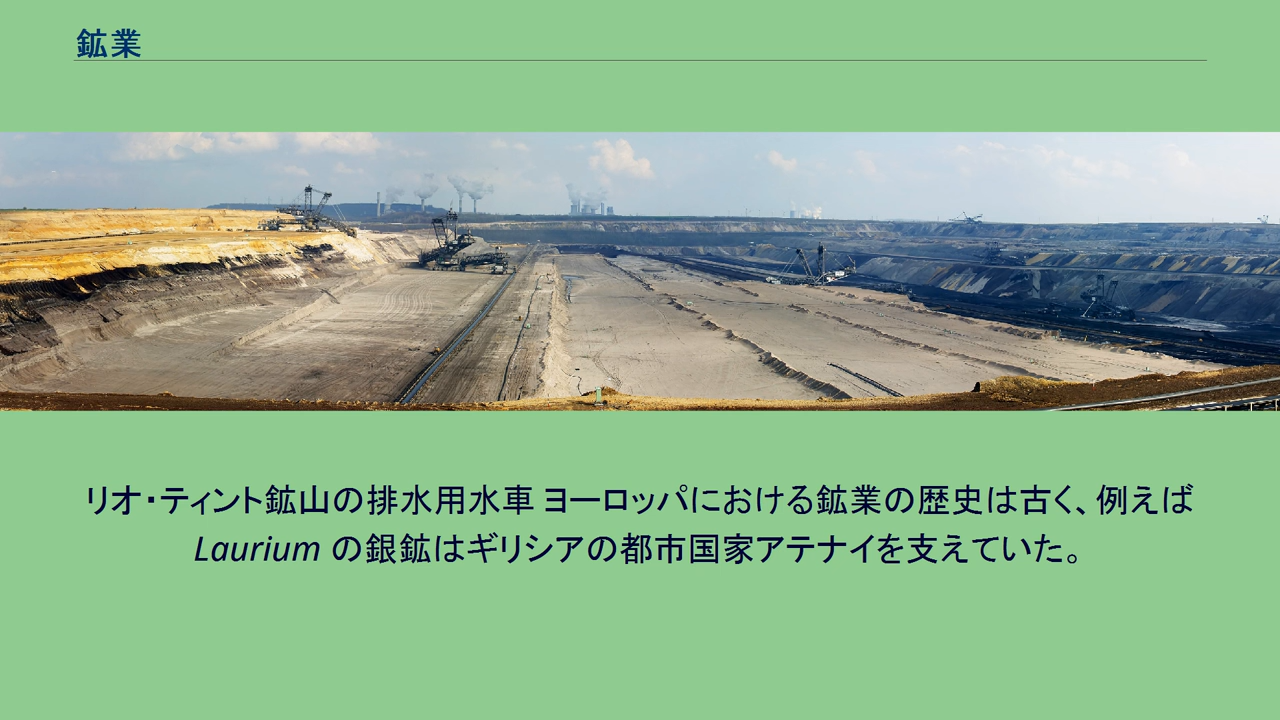 鉱業
リオ・ティント鉱山の排水用水車 ヨーロッパにおける鉱業の歴史は古く、例えば
Laurium の銀鉱はギリシアの都市国家アテナイを支えていた。